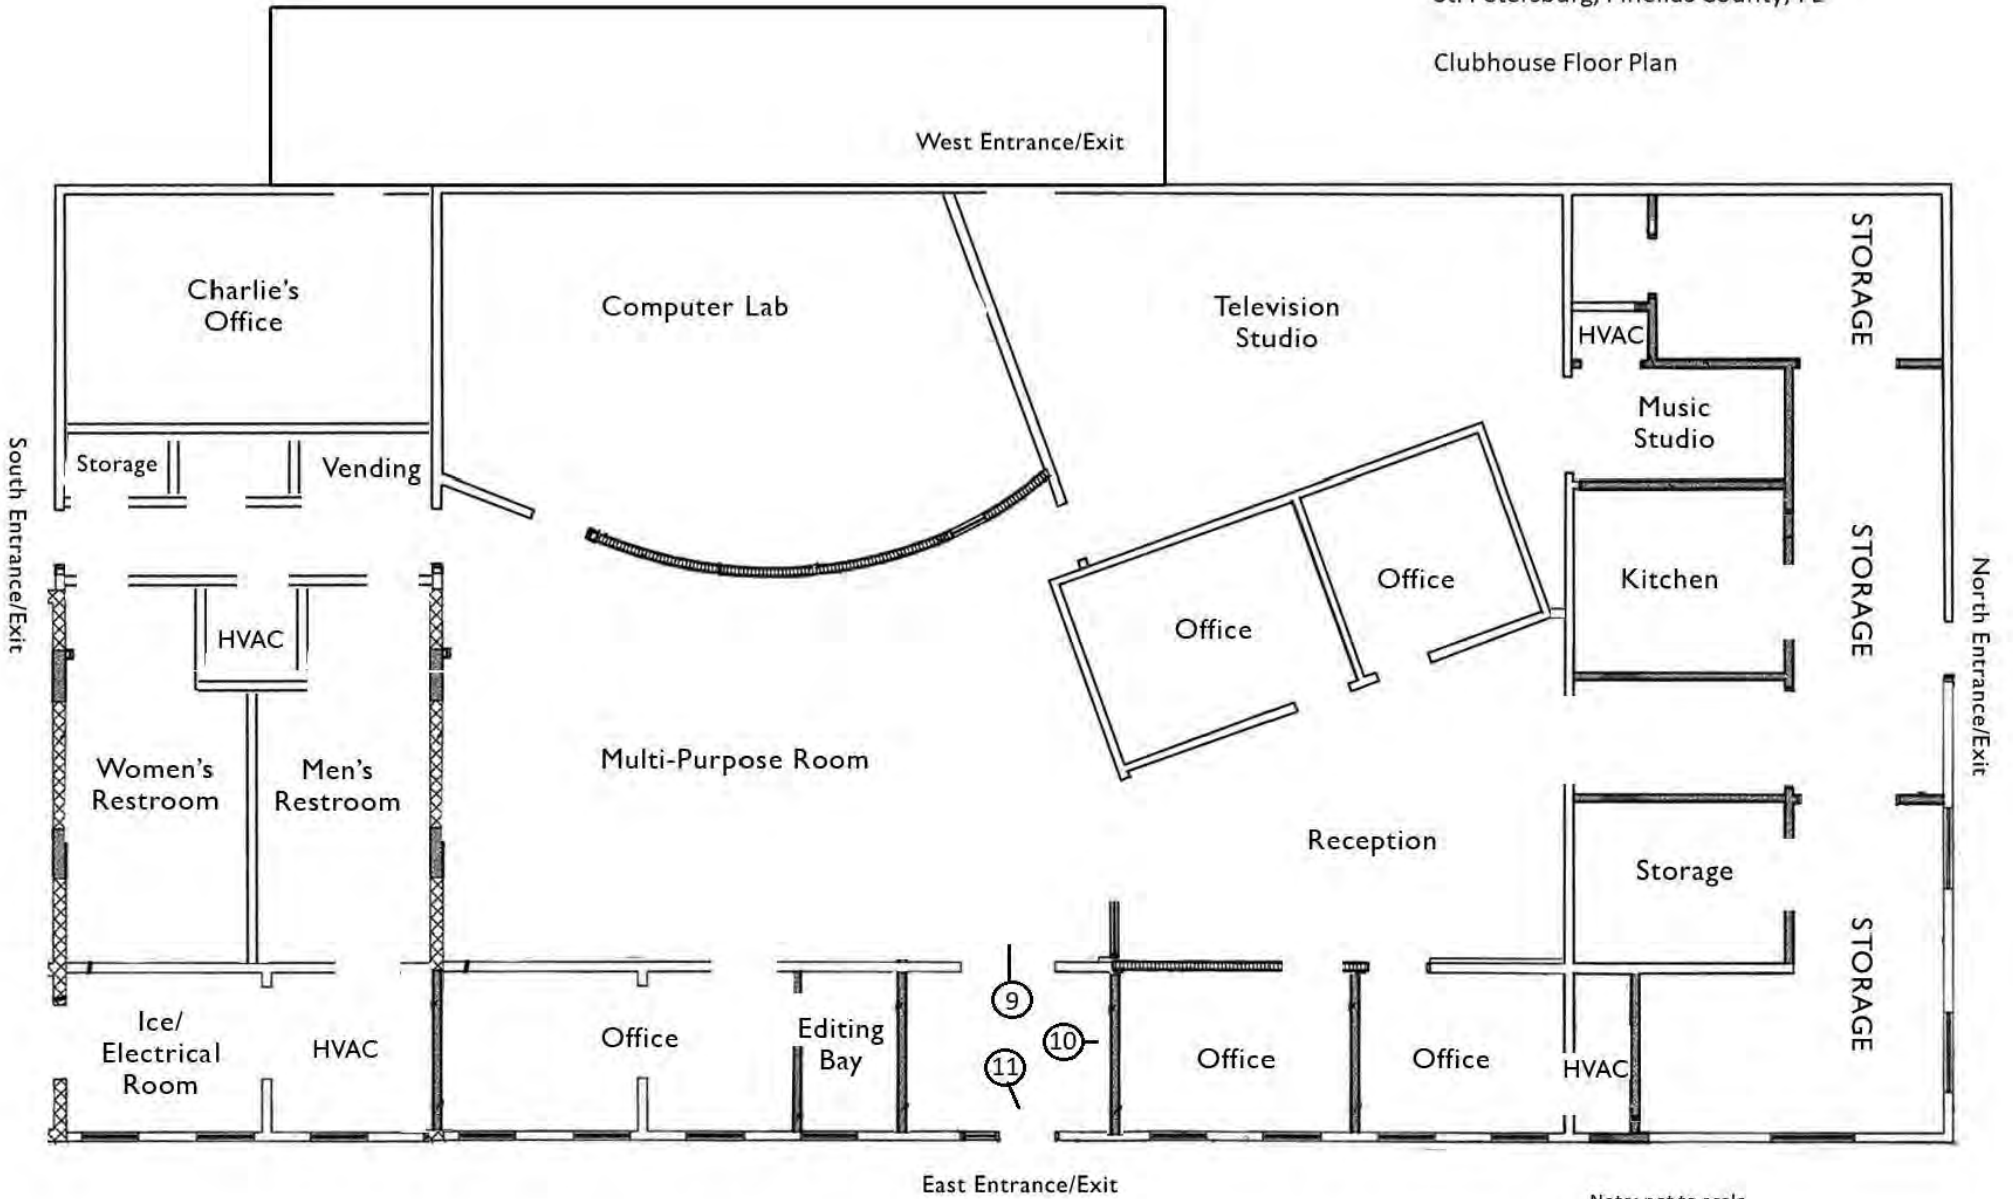 Clubhouse Floor Plan
West Entrance/Exit
Charlie's
Office
Computer Lab
Television
Studio
STORAGE
HVAC
Music
Studio
Storage
Vending
South Entrance/Exit
Office
Office
Kitchen
STORAGE
North Entrance/Exit
HVAC
Women's
Restroom
Men's
Restroom
Multi-Purpose Room
Reception
Storage
STORAGE
Ice/
Electrical
Room
HVAC
Office
Editing
Bay
9
10
11
Office
Office
HVAC
East Entrance/Exit